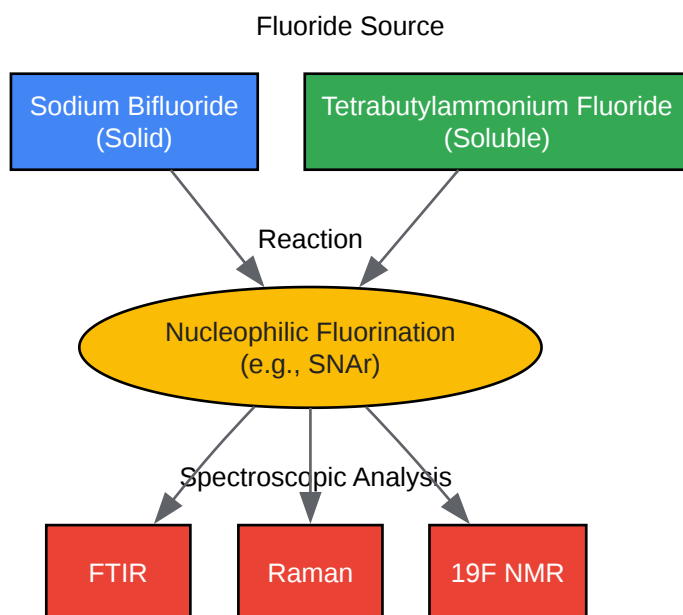 Fluoride Source
Sodium Bifluoride
(Solid)
Tetrabutylammonium Fluoride
(Soluble)
Reaction
Nucleophilic Fluorination
(e.g., SNAr)
Spectroscopic Analysis
FTIR
Raman
19F NMR